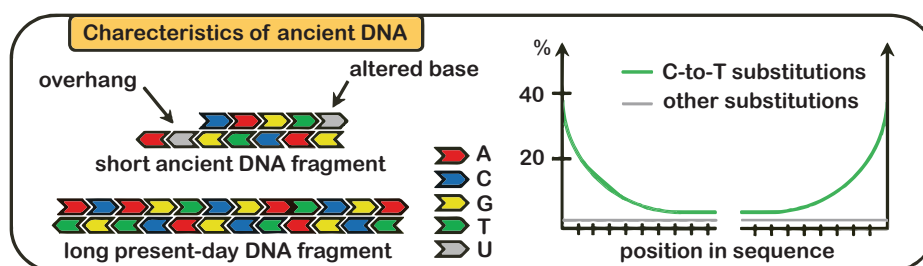 Charecteristics of ancient DNA
overhang
altered base
short ancient DNA fragment
long present-day DNA fragment
A
C
G
T
U
%
40
20
C-to-T substitutions
other substitutions
position in sequence